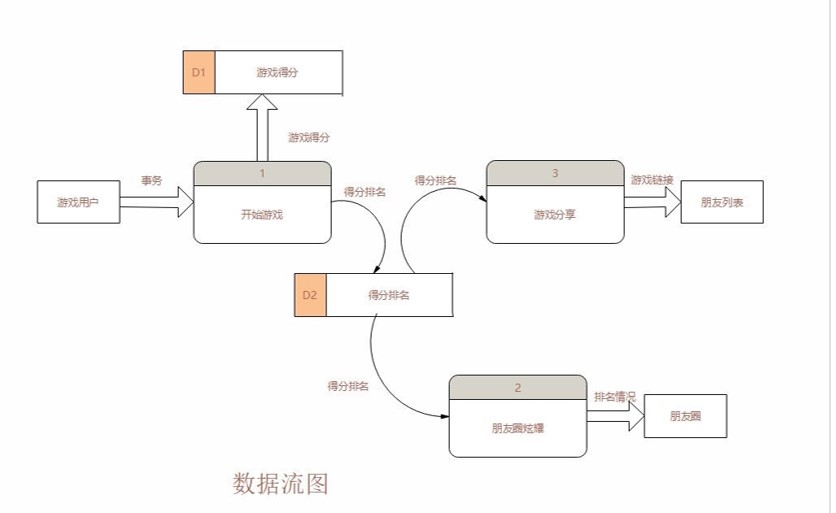 D1
游戏得分
游戏得分
1
开始游戏
事务
游戏用户
得分排名
得分排名
3
游戏分享
游戏链接
朋友列表
D2
得分排名
得分排名
2
朋友圈炫耀
排名情况
朋友圈
数据流图